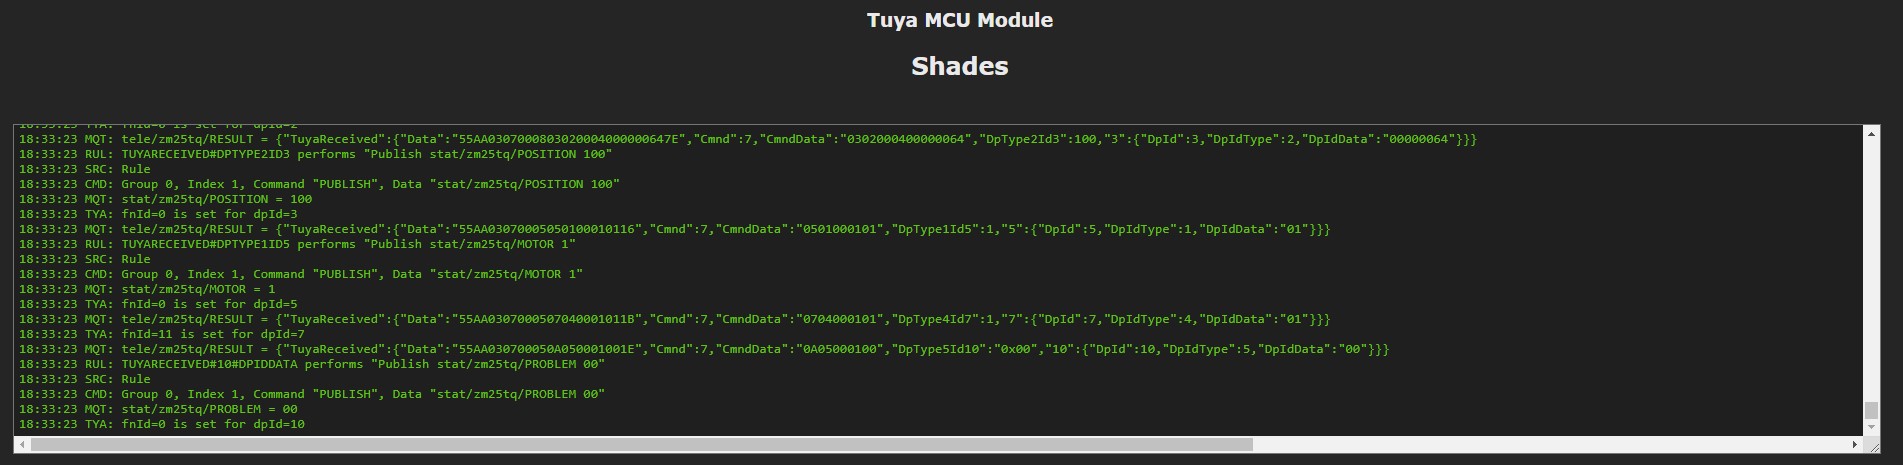 Tuya MCU Module
Shades
18:33:23 TYA: fnId=0 is set for dpId=2
18:33:23 MQT: tele/zm25tq/RESULT = {"TuyaReceived":{"Data":"55AA0307000803020004000000647E","Cmnd":7,"CmndData":"0302000400000064","DpType2Id3":100,"3":{"DpId":3,"DpIdType":2,"DpIdData":"00000064"}}}
18:33:23 RUL: TUYARECEIVED#DPTYPE2ID3 performs "Publish stat/zm25tq/POSITION 100"
18:33:23 SRC: Rule
18:33:23 CMD: Group 0, Index 1, Command "PUBLISH", Data "stat/zm25tq/POSITION 100"
18:33:23 MQT: stat/zm25tq/POSITION = 100
18:33:23 TYA: fnId=0 is set for dpId=3
18:33:23 MQT: tele/zm25tq/RESULT = {"TuyaReceived":{"Data":"55AA03070005050100010116","Cmnd":7,"CmndData":"0501000101","DpType1Id5":1,"5":{"DpId":5,"DpIdType":1,"DpIdData":"01"}}}
18:33:23 RUL: TUYARECEIVED#DPTYPE1ID5 performs "Publish stat/zm25tq/MOTOR 1"
18:33:23 SRC: Rule
18:33:23 CMD: Group 0, Index 1, Command "PUBLISH", Data "stat/zm25tq/MOTOR 1"
18:33:23 MQT: stat/zm25tq/MOTOR = 1
18:33:23 TYA: fnId=0 is set for dpId=5
18:33:23 MQT: tele/zm25tq/RESULT = {"TuyaReceived":{"Data":"55AA0307000507040001011B","Cmnd":7,"CmndData":"0704000101","DpType4Id7":1,"7":{"DpId":7,"DpIdType":4,"DpIdData":"01"}}}
18:33:23 TYA: fnId=11 is set for dpId=7
18:33:23 MQT: tele/zm25tq/RESULT = {"TuyaReceived":{"Data":"55AA030700050A050001001E","Cmnd":7,"CmndData":"0A05000100","DpType5Id10":"0x00","10":{"DpId":10,"DpIdType":5,"DpIdData":"00"}}}
18:33:23 RUL: TUYARECEIVED#10#DPIDDATA performs "Publish stat/zm25tq/PROBLEM 00"
18:33:23 SRC: Rule
18:33:23 CMD: Group 0, Index 1, Command "PUBLISH", Data "stat/zm25tq/PROBLEM 00"
18:33:23 MQT: stat/zm25tq/PROBLEM = 00
18:33:23 TYA: fnId=0 is set for dpId=10